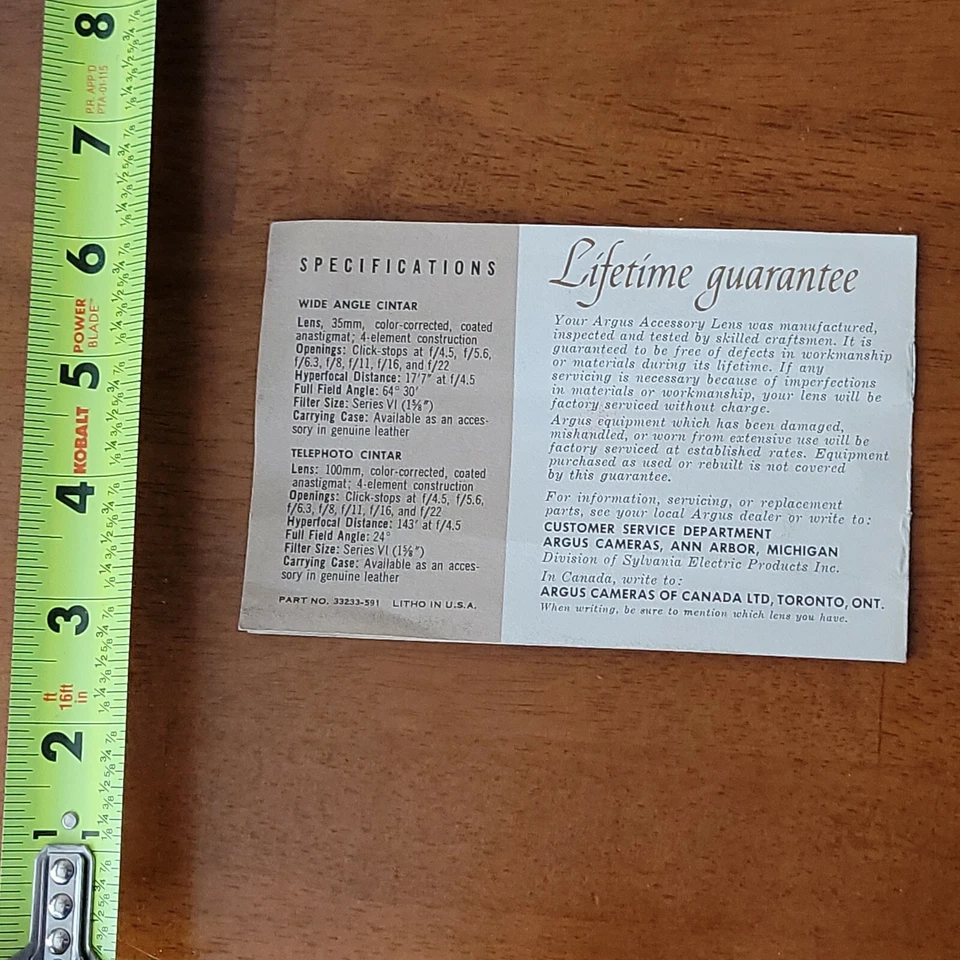 8
P.R. APP'D
PTA-01-115
7
6
POWER
BLADE™
5
KOBALT
4
3
ft
16ft
in
2
1
1
SPECIFICATIONS
WIDE ANGLE CINTAR
Lens, 35mm, color-corrected, coated
anastigmat; 4-element construction
Openings: Click-stops at f/4.5, f/5.6,
f/6.3, f/8, f/11, f/16, and f/22
Hyperfocal Distance: 17'7" at f/4.5
Full Field Angle: 64° 30'
Filter Size: Series VI (1⅝")
Carrying Case: Available as an acces-
sory in genuine leather
TELEPHOTO CINTAR
Lens: 100mm, color-corrected, coated
anastigmat; 4-element construction
Openings: Click-stops at f/4.5, f/5.6,
f/6.3, f/8, f/11, f/16, and f/22
Hyperfocal Distance: 143' at f/4.5
Full Field Angle: 24°
Filter Size: Series VI (1⅝")
Carrying Case: Available as an acces-
sory in genuine leather
PART NO. 33233-591 LITHO IN U.S.A.
Lifetime guarantee
Your Argus Accessory Lens was manufactured,
inspected and tested by skilled craftsmen. It is
guaranteed to be free of defects in workmanship
or materials during its lifetime. If any
servicing is necessary because of imperfections
in materials or workmanship, your lens will be
factory serviced without charge.
Argus equipment which has been damaged,
mishandled, or worn from extensive use will be
factory serviced at established rates. Equipment
purchased as used or rebuilt is not covered
by this guarantee.
For information, servicing, or replacement
parts, see your local Argus dealer or write to:
CUSTOMER SERVICE DEPARTMENT
ARGUS CAMERAS, ANN ARBOR, MICHIGAN
Division of Sylvania Electric Products Inc.
In Canada, write to:
ARGUS CAMERAS OF CANADA LTD, TORONTO, ONT.
When writing, be sure to mention which lens you have.